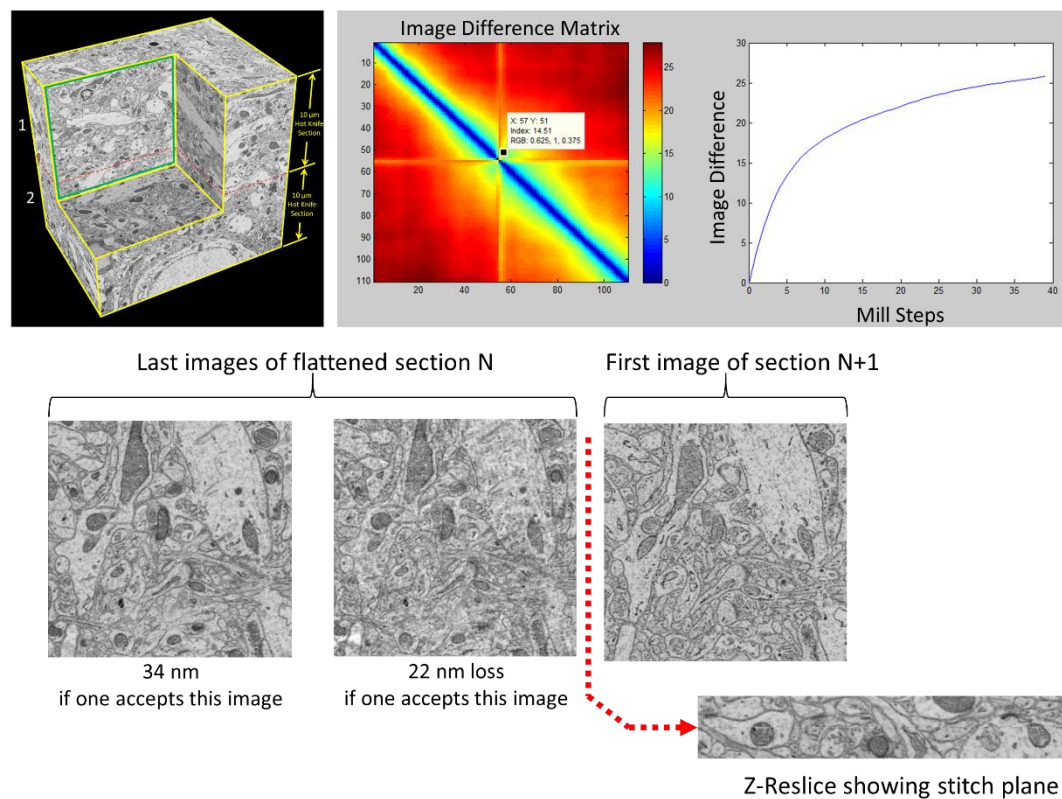 1
2
10 µm
Hot Knife
Section
10 µm
Hot Knife
Section
Image Difference Matrix
10
20
30
40
50
60
70
80
90
100
110
20
40
60
80
100
X: 57 Y: 51
Index: 14.51
RGB: 0.625, 1, 0.375
25
20
15
10
5
0
Image Difference
30
25
20
15
10
5
0
0
5
10
15
20
25
30
35
40
Mill Steps
Last images of flattened section N
First image of section N+1
34 nm
if one accepts this image
22 nm loss
if one accepts this image
Z-Reslice showing stitch plane